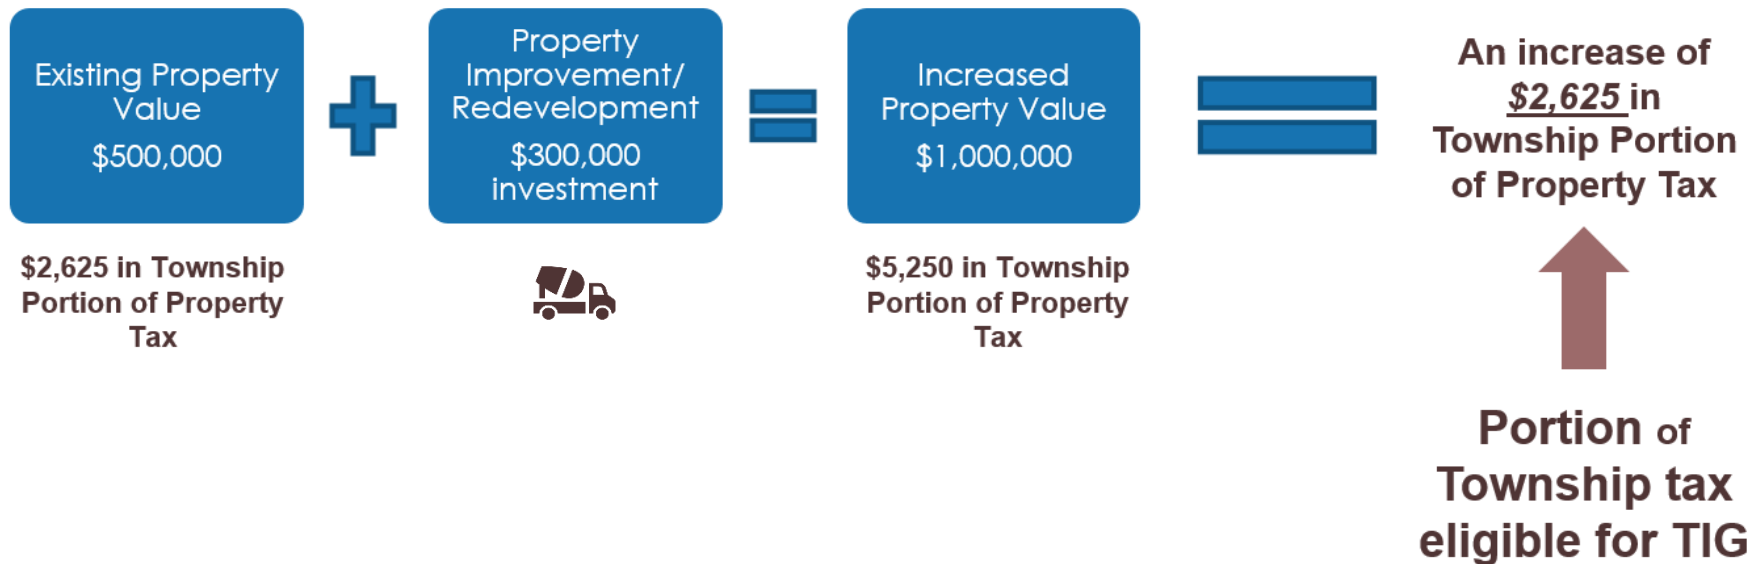 Existing Property
Value
$500,000
$2,625 in Township
Portion of Property
Tax
Property
Improvement/
Redevelopment
$300,000
investment
Increased
Property Value
$1,000,000
$5,250 in Township
Portion of Property
Tax
An increase of
$2,625 in
Township Portion
of Property Tax
Portion of
Township tax
eligible for TIG